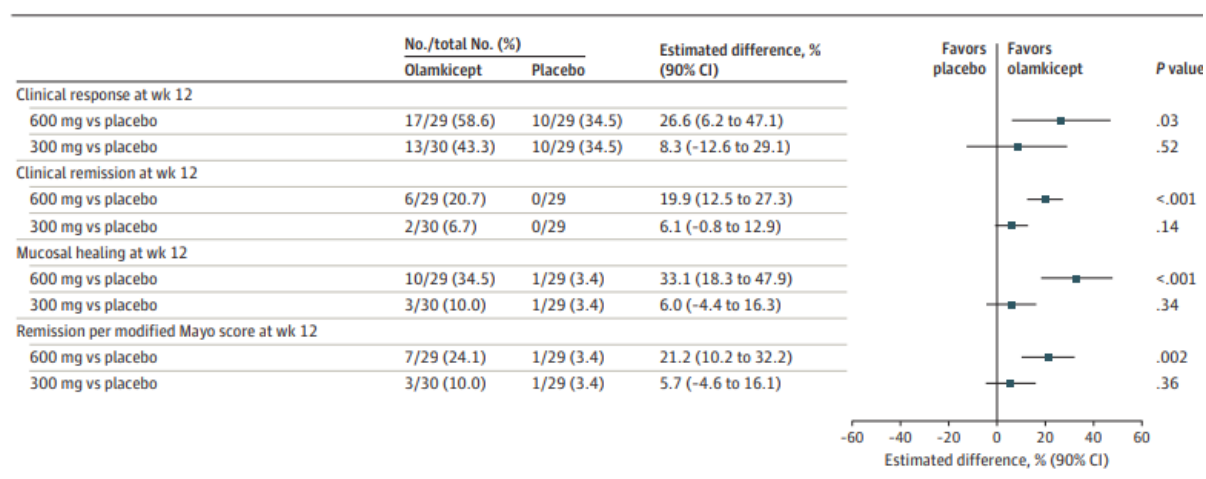 No./total No. (%) Estimated difference, % (90% CI) Favors placebo Favors olamkicept P value
Olamkicept Placebo
Clinical response at wk 12
600 mg vs placebo 17/29 (58.6) 10/29 (34.5) 26.6 (6.2 to 47.1) .03
300 mg vs placebo 13/30 (43.3) 10/29 (34.5) 8.3 (-12.6 to 29.1) .52
Clinical remission at wk 12
600 mg vs placebo 6/29 (20.7) 0/29 19.9 (12.5 to 27.3) <.001
300 mg vs placebo 2/30 (6.7) 0/29 6.1 (-0.8 to 12.9) .14
Mucosal healing at wk 12
600 mg vs placebo 10/29 (34.5) 1/29 (3.4) 33.1 (18.3 to 47.9) <.001
300 mg vs placebo 3/30 (10.0) 1/29 (3.4) 6.0 (-4.4 to 16.3) .34
Remission per modified Mayo score at wk 12
600 mg vs placebo 7/29 (24.1) 1/29 (3.4) 21.2 (10.2 to 32.2) .002
300 mg vs placebo 3/30 (10.0) 1/29 (3.4) 5.7 (-4.6 to 16.1) .36
-60 -40 -20 0 20 40 60
Estimated difference, % (90% CI)